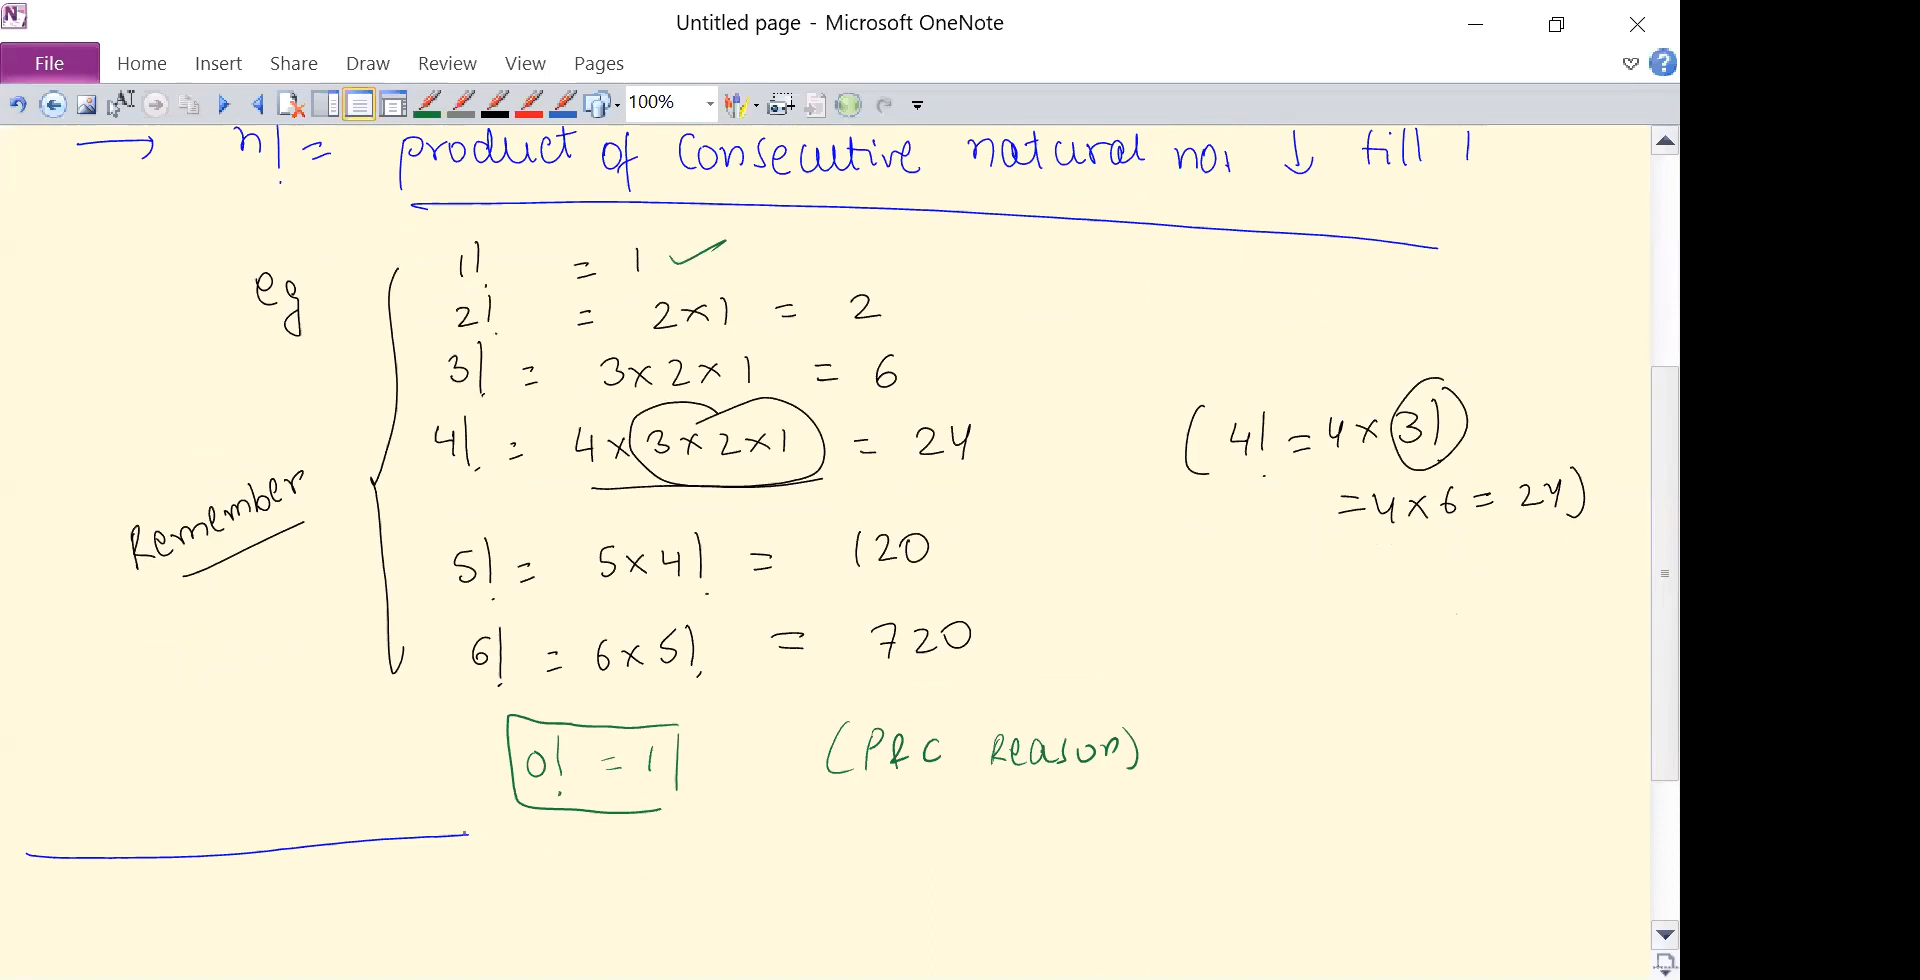 Untitled page - Microsoft OneNote
File Home Insert Share Draw Review View Pages
100%
→ n! = product of consecutive natural no. ↓ till 1
eg
1! = 1 ✓
2! = 2×1 = 2
3! = 3×2×1 = 6
4! = 4×3×2×1 = 24
(4! = 4×3!
=4×6 = 24)
Remember
5! = 5×4! = 120
6! = 6×5! = 720
0! = 1 (P&C reason)